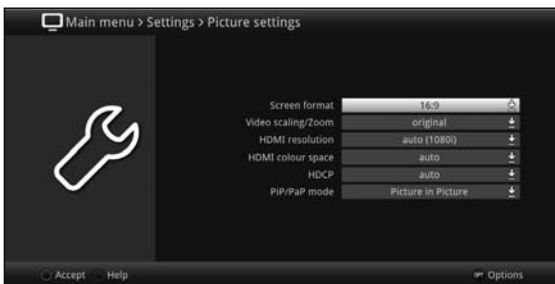 Main menu > Settings > Picture settings
Screen format 16:9
Video scaling/Zoom original
HDMI resolution auto (1080i)
HDMI colour space auto
HDCP auto
PiP/PaP mode Picture in Picture
Accept Help Options